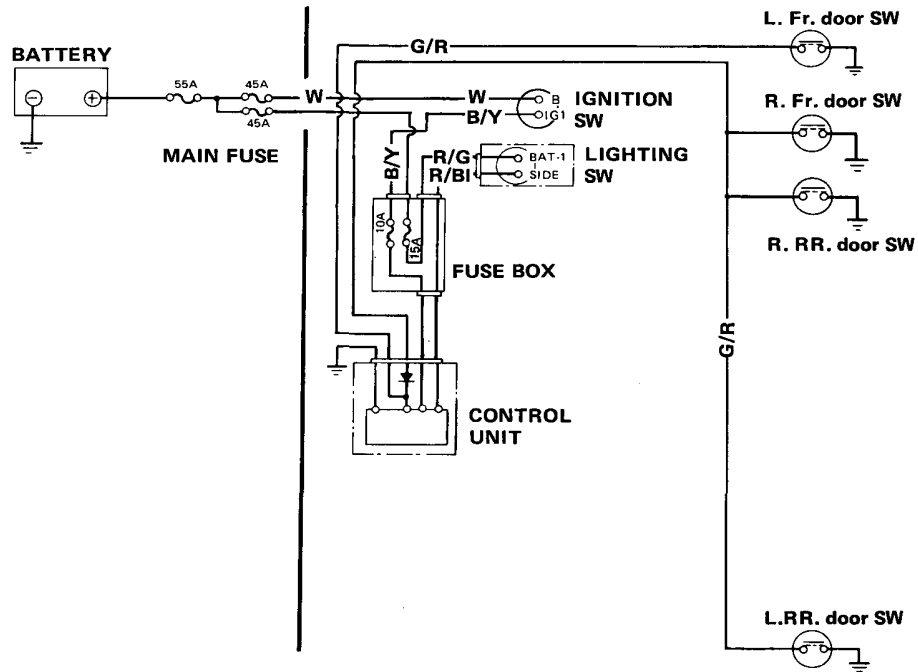 L. Fr. door SW
G/R
BATTERY
55A
45A
W
W
B
IGNITION
SW
R. Fr. door SW
45A
B/Y
IG1
MAIN FUSE
B/Y
R/G
BAT-1
LIGHTING
SW
R/Bl
SIDE
10A
15A
R. RR. door SW
FUSE BOX
G/R
CONTROL
UNIT
L.RR. door SW